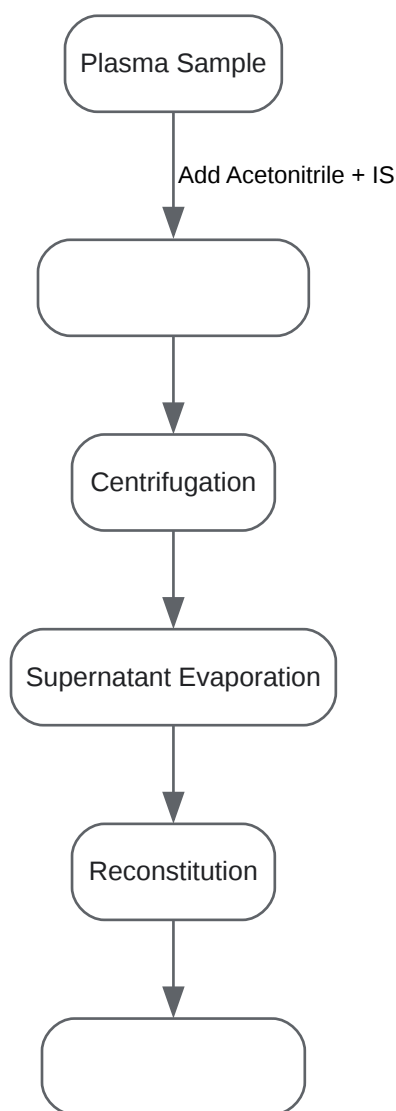 Plasma Sample
Add Acetonitrile + IS
Centrifugation
Supernatant Evaporation
Reconstitution